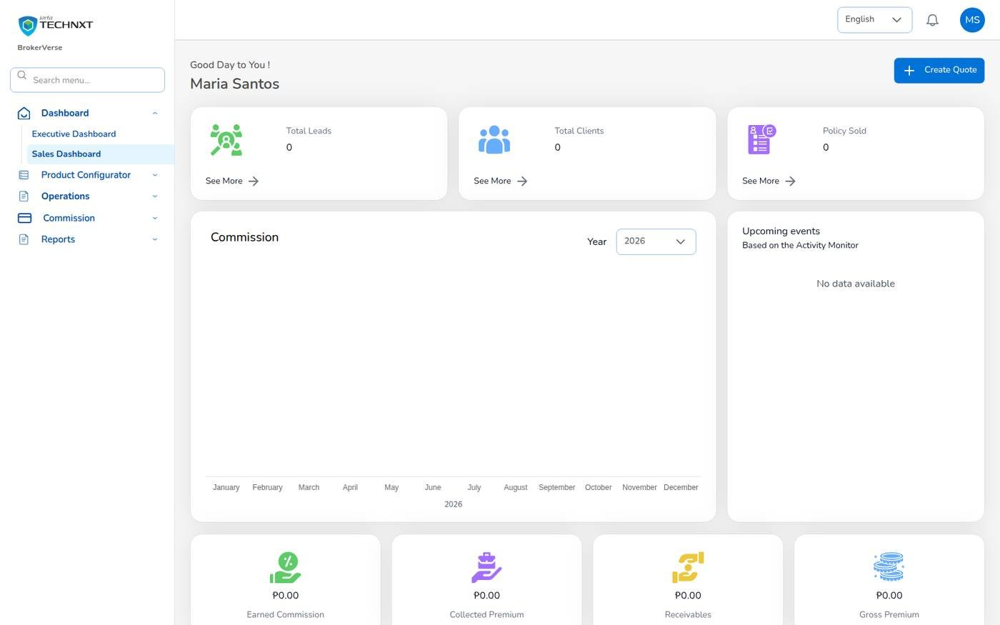 iorta
TECHNXT
BrokerVerse
Search menu...
Dashboard
Executive Dashboard
Sales Dashboard
Product Configurator
Operations
Commission
Reports
English
MS
Good Day to You !
Maria Santos
Create Quote
Total Leads
0
See More
Total Clients
0
See More
Policy Sold
0
See More
Commission
Year
2026
January February March April May June July August September October November December
2026
Upcoming events
Based on the Activity Monitor
No data available
₱0.00
Earned Commission
₱0.00
Collected Premium
₱0.00
Receivables
₱0.00
Gross Premium